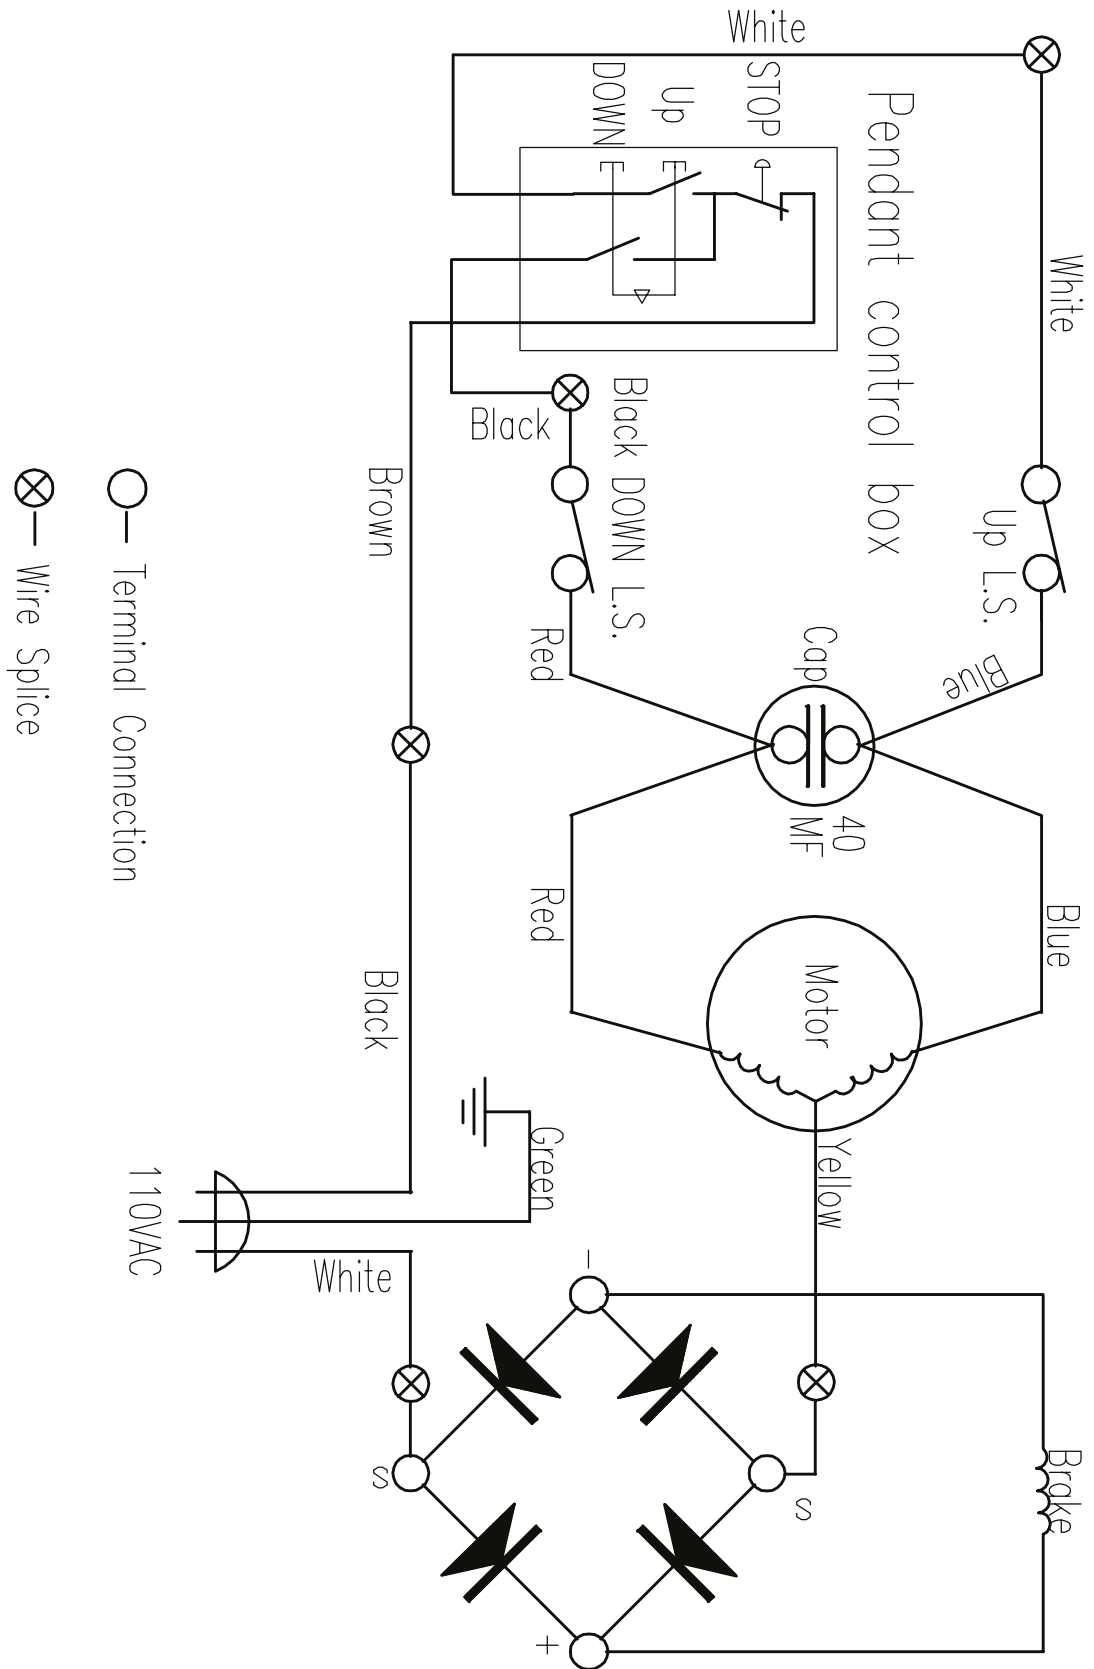 White
White
STOP
Up
DOWN
Pendant control box
Up L.S.
Blue
Blue
Black
Black DOWN L.S.
Red
Cap
40
MF
Red
Motor
Yellow
Brown
Black
Green
110VAC
White
-
+
S
S
Brake
Terminal Connection
Wire Splice